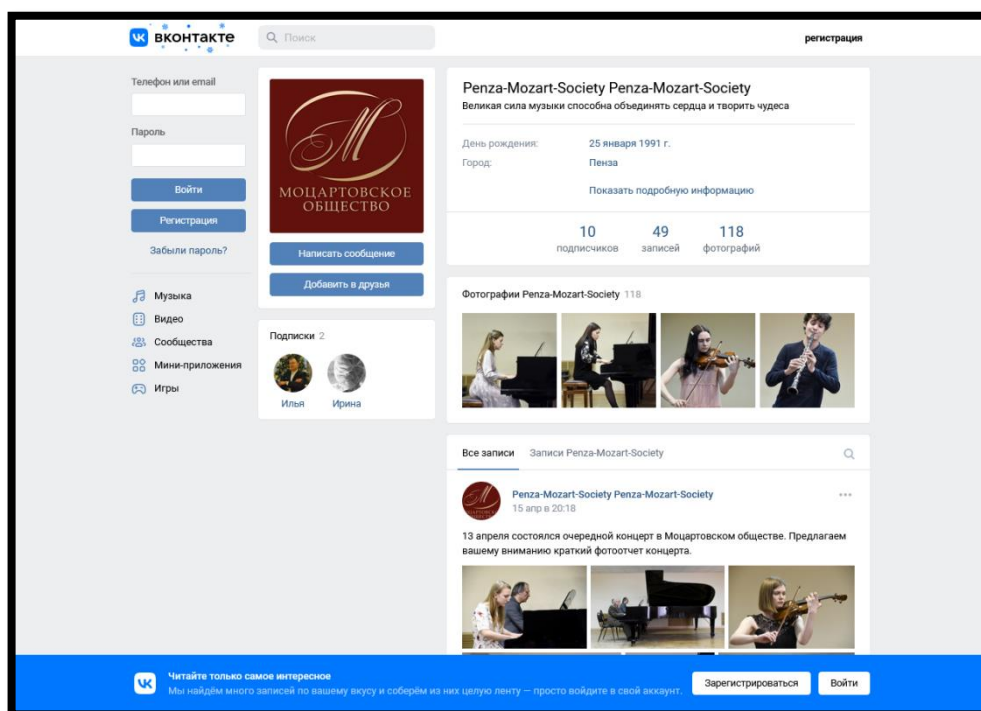 ВКОНТАКТЕ
Поиск
регистрация
Телефон или email
Пароль
Войти
Регистрация
Забыли пароль?
Музыка
Видео
Сообщества
Мини-приложения
Игры
М
МОЦАРТОВСКОЕ
ОБЩЕСТВО
Написать сообщение
Добавить в друзья
Подписки 2
Илья
Ирина
Penza-Mozart-Society Penza-Mozart-Society
Великая сила музыки способна объединять сердца и творить чудеса
День рождения: 25 января 1991 г.
Город: Пенза
Показать подробную информацию
10 49 118
подписчиков записей фотографий
Фотографии Penza-Mozart-Society 118
Все записи Записи Penza-Mozart-Society
Penza-Mozart-Society Penza-Mozart-Society
15 апр в 20:18
13 апреля состоялся очередной концерт в Моцартовском обществе. Предлагаем
вашему вниманию краткий фотоотчет концерта.
Читайте только самое интересное
Мы найдём много записей по вашему вкусу и соберём из них целую ленту — просто войдите в свой аккаунт.
Зарегистрироваться
Войти